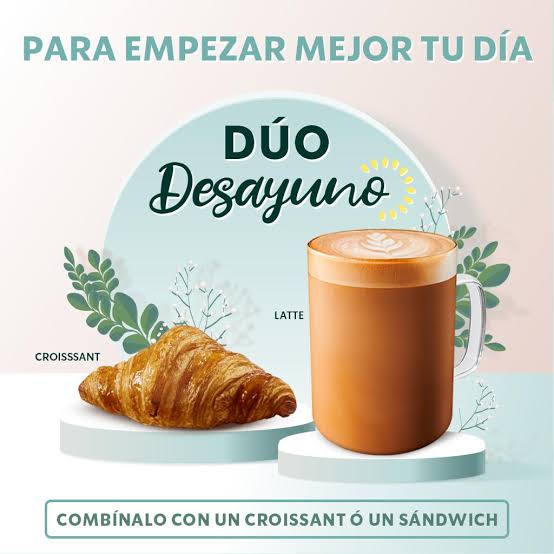 PARA EMPEZAR MEJOR TU DÍA
DÚO
Desayuno
LATTE
CROISSSANT
COMBÍNALO CON UN CROISSANT Ó UN SÁNDWICH